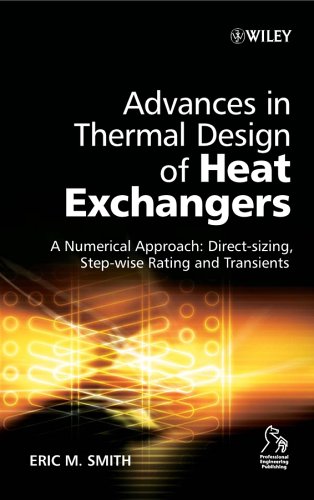 WILEY
Advances in
Thermal Design
of Heat
Exchangers
A Numerical Approach: Direct-sizing,
Step-wise Rating and Transients
Professional
Engineering
Publishing
ERIC M. SMITH